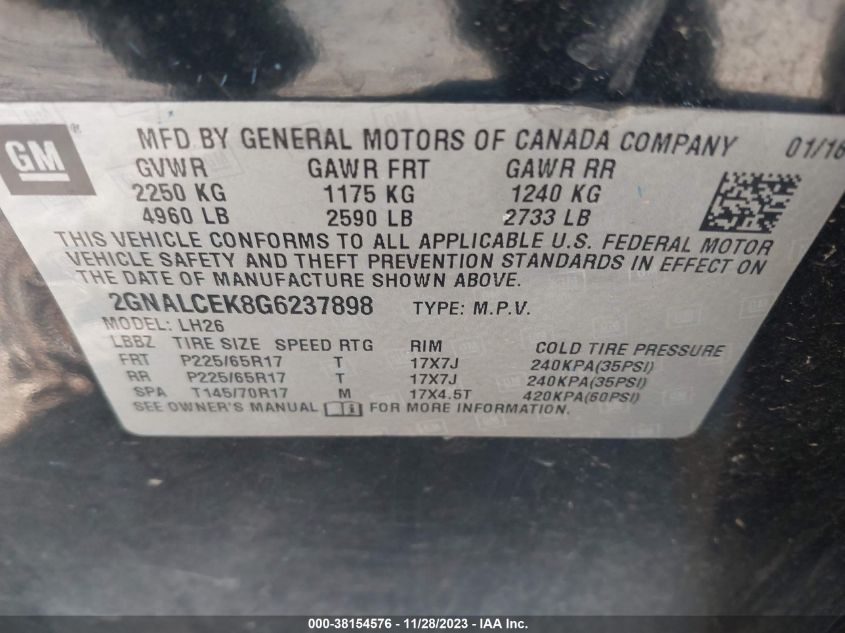 GM ®
MFD BY GENERAL MOTORS OF CANADA COMPANY 01/16
GVWR GAWR FRT GAWR RR
2250 KG 1175 KG 1240 KG
4960 LB 2590 LB 2733 LB
THIS VEHICLE CONFORMS TO ALL APPLICABLE U.S. FEDERAL MOTOR
VEHICLE SAFETY AND THEFT PREVENTION STANDARDS IN EFFECT ON
THE DATE OF MANUFACTURE SHOWN ABOVE.
2GNALCEK8G6237898 TYPE: M.P.V.
MODEL: LH26
LBBZ TIRE SIZE SPEED RTG RIM COLD TIRE PRESSURE
FRT P225/65R17 T 17X7J 240KPA(35PSI)
RR P225/65R17 T 17X7J 240KPA(35PSI)
SPA T145/70R17 M 17X4.5T 420KPA(60PSI)
SEE OWNER'S MANUAL FOR MORE INFORMATION.
000-38154576 - 11/28/2023 - IAA Inc.